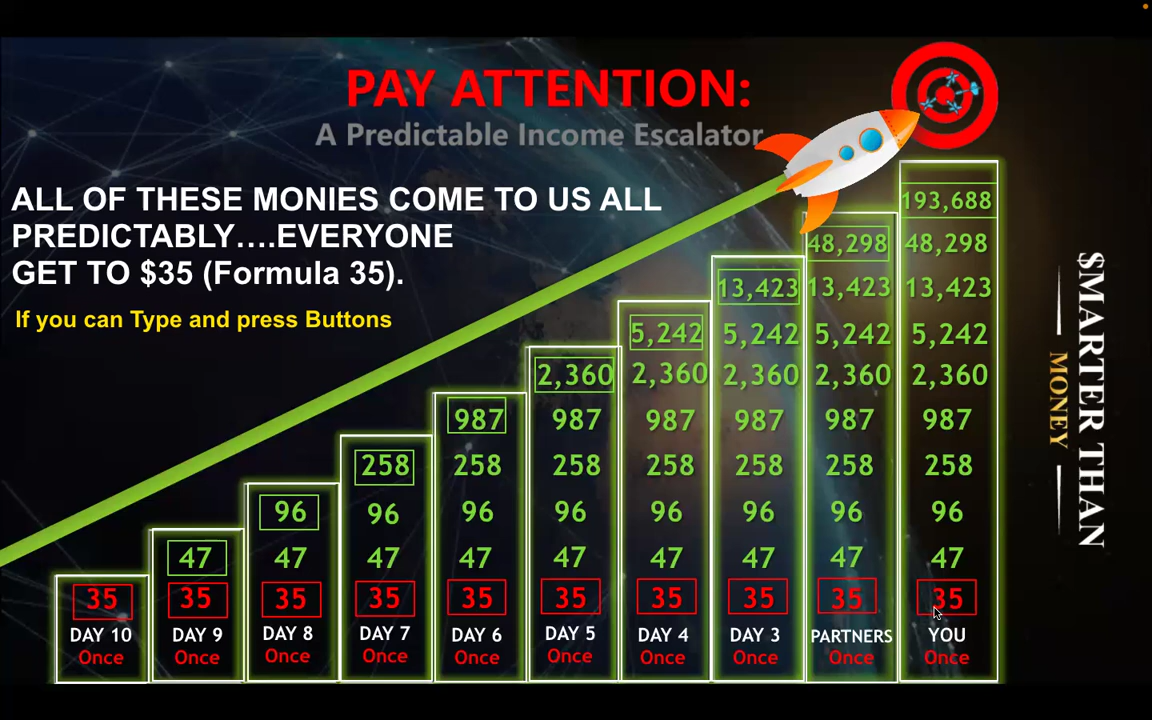 PAY ATTENTION:
A Predictable Income Escalator
ALL OF THESE MONIES COME TO US ALL
PREDICTABLY....EVERYONE
GET TO $35 (Formula 35).
If you can Type and press Buttons
193,688
48,298 48,298
13,423 13,423 13,423
5,242 5,242 5,242 5,242
2,360 2,360 2,360 2,360 2,360
987 987 987 987 987 987
258 258 258 258 258 258 258
96 96 96 96 96 96 96 96
47 47 47 47 47 47 47 47 47
35 35 35 35 35 35 35 35 35 35
DAY 10 DAY 9 DAY 8 DAY 7 DAY 6 DAY 5 DAY 4 DAY 3 PARTNERS YOU
Once Once Once Once Once Once Once Once Once Once
$MARTER THAN
MONEY